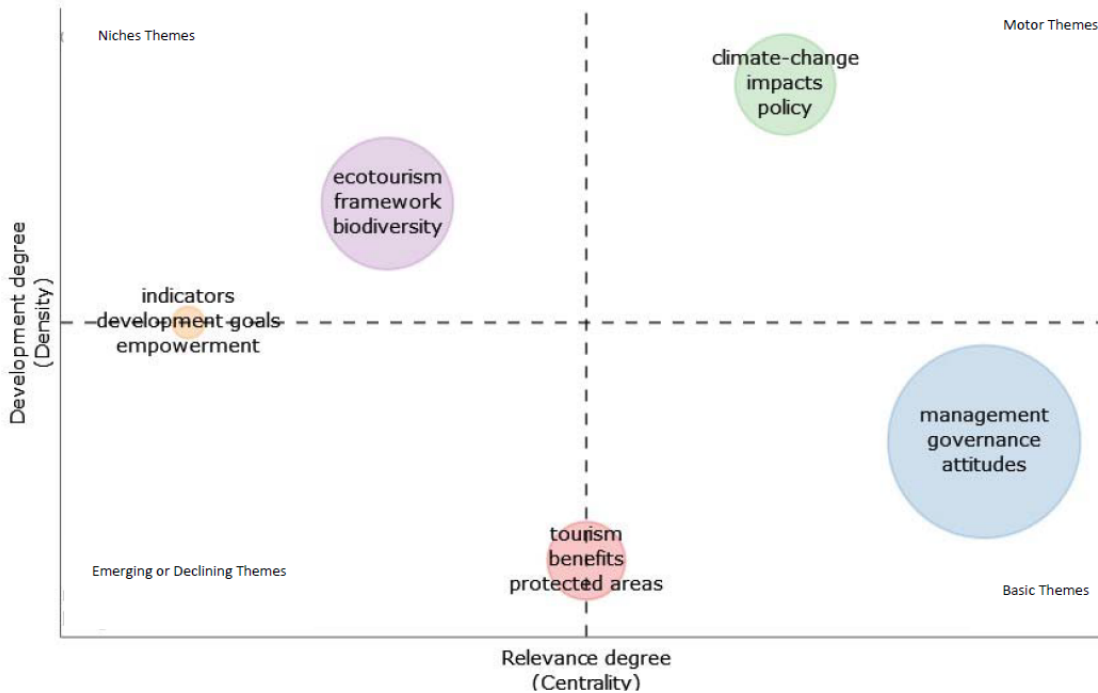 Niches Themes
Motor Themes
climate-change
impacts
policy
ecotourism
framework
biodiversity
indicators
development goals
empowerment
management
governance
attitudes
tourism
benefits
protected areas
Emerging or Declining Themes
Basic Themes
Development degree
(Density)
Relevance degree
(Centrality)